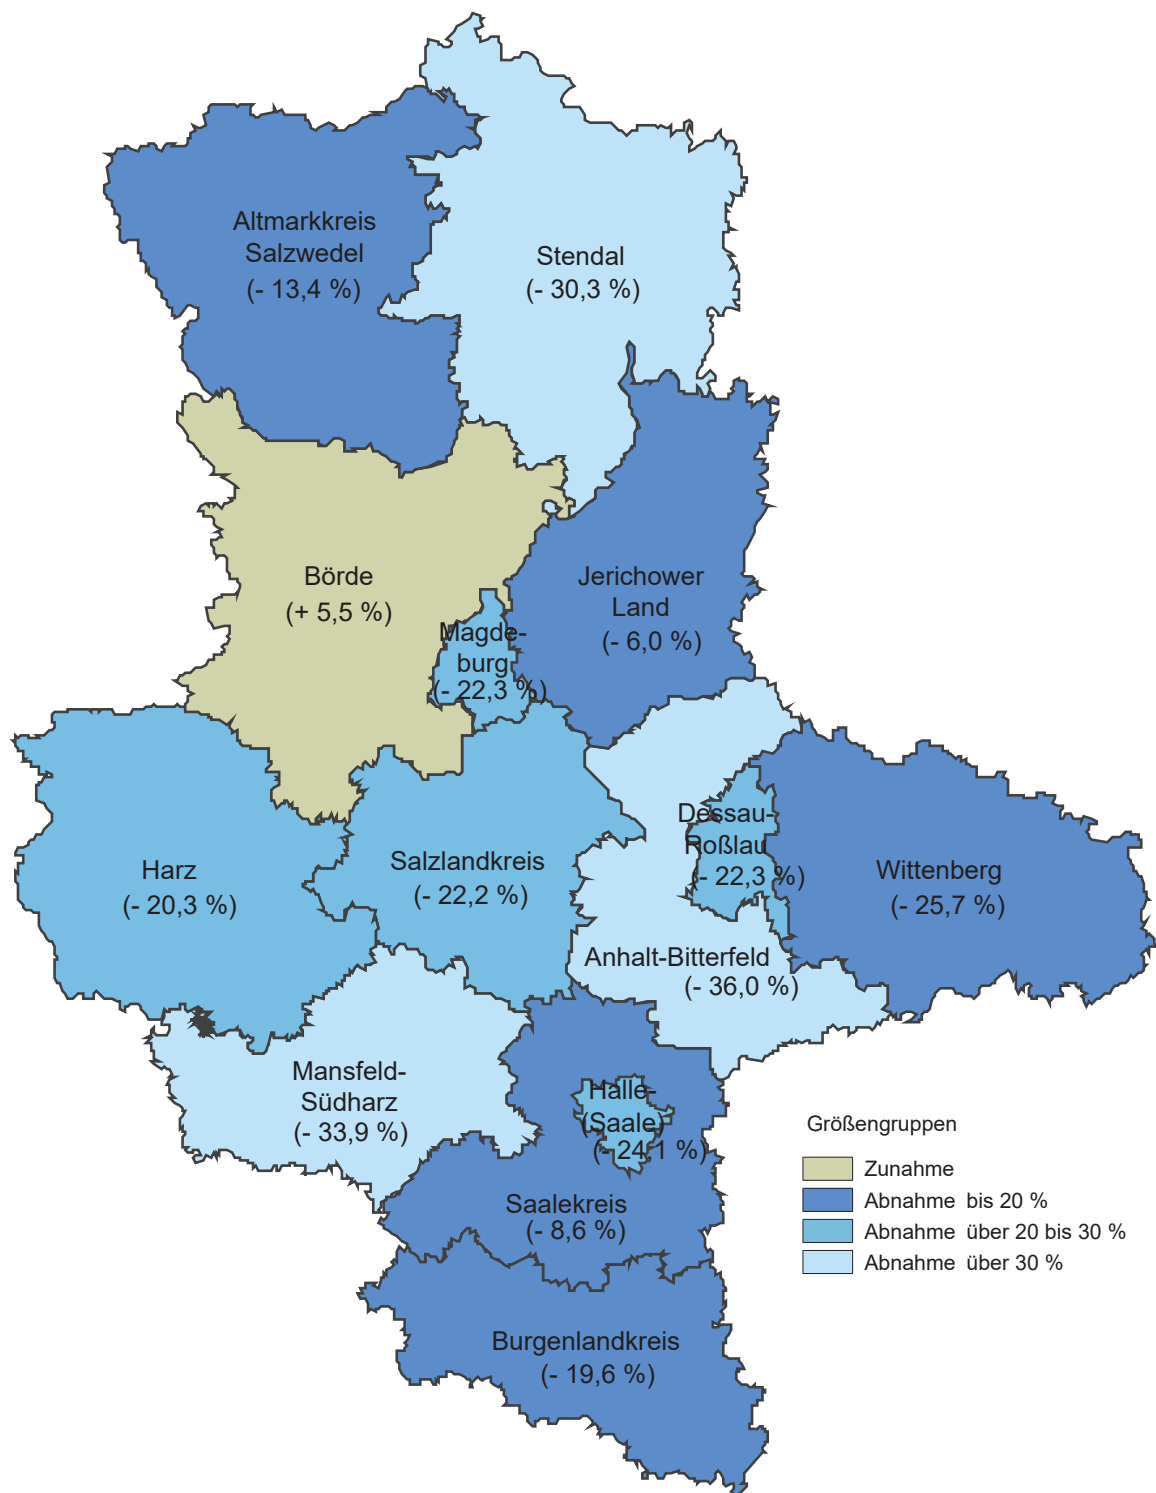 Altmarkkreis
Salzwedel
(- 13,4 %)
Stendal
(- 30,3 %)
Börde
(+ 5,5 %)
Jerichower
Land
(- 6,0 %)
Magde-
burg
(- 22,3 %)
Dessau-
Roßlau
(- 22,3 %)
Harz
(- 20,3 %)
Salzlandkreis
(- 22,2 %)
Wittenberg
(- 25,7 %)
Anhalt-Bitterfeld
(- 36,0 %)
Mansfeld-
Südharz
(- 33,9 %)
Halle-
(Saale)
(- 24,1 %)
Saalekreis
(- 8,6 %)
Burgenlandkreis
(- 19,6 %)
Größengruppen
Zunahme
Abnahme bis 20 %
Abnahme über 20 bis 30 %
Abnahme über 30 %